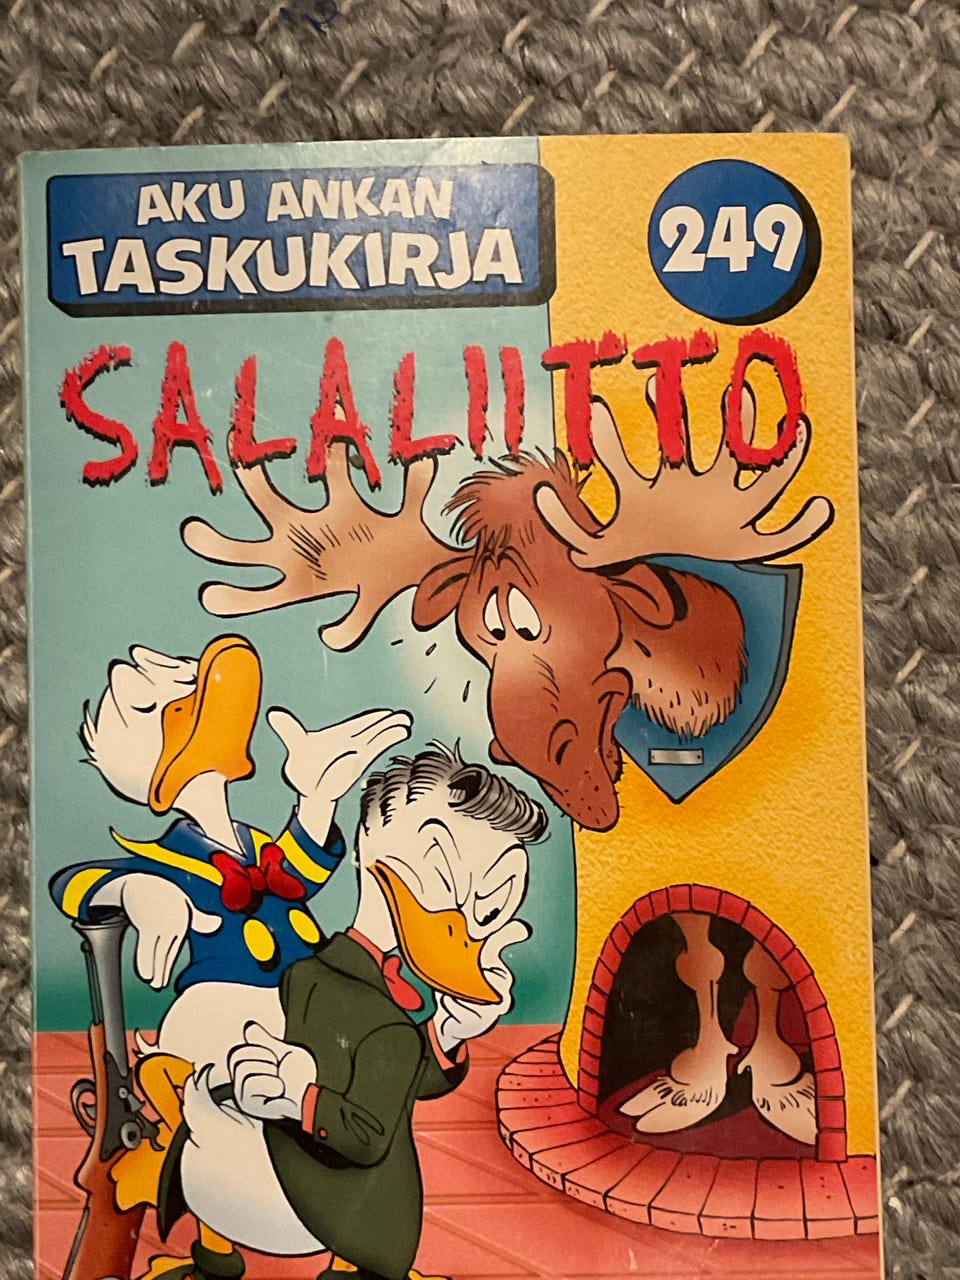 AKU ANKAN
TASKUKIRJA
249
SALALIITTO